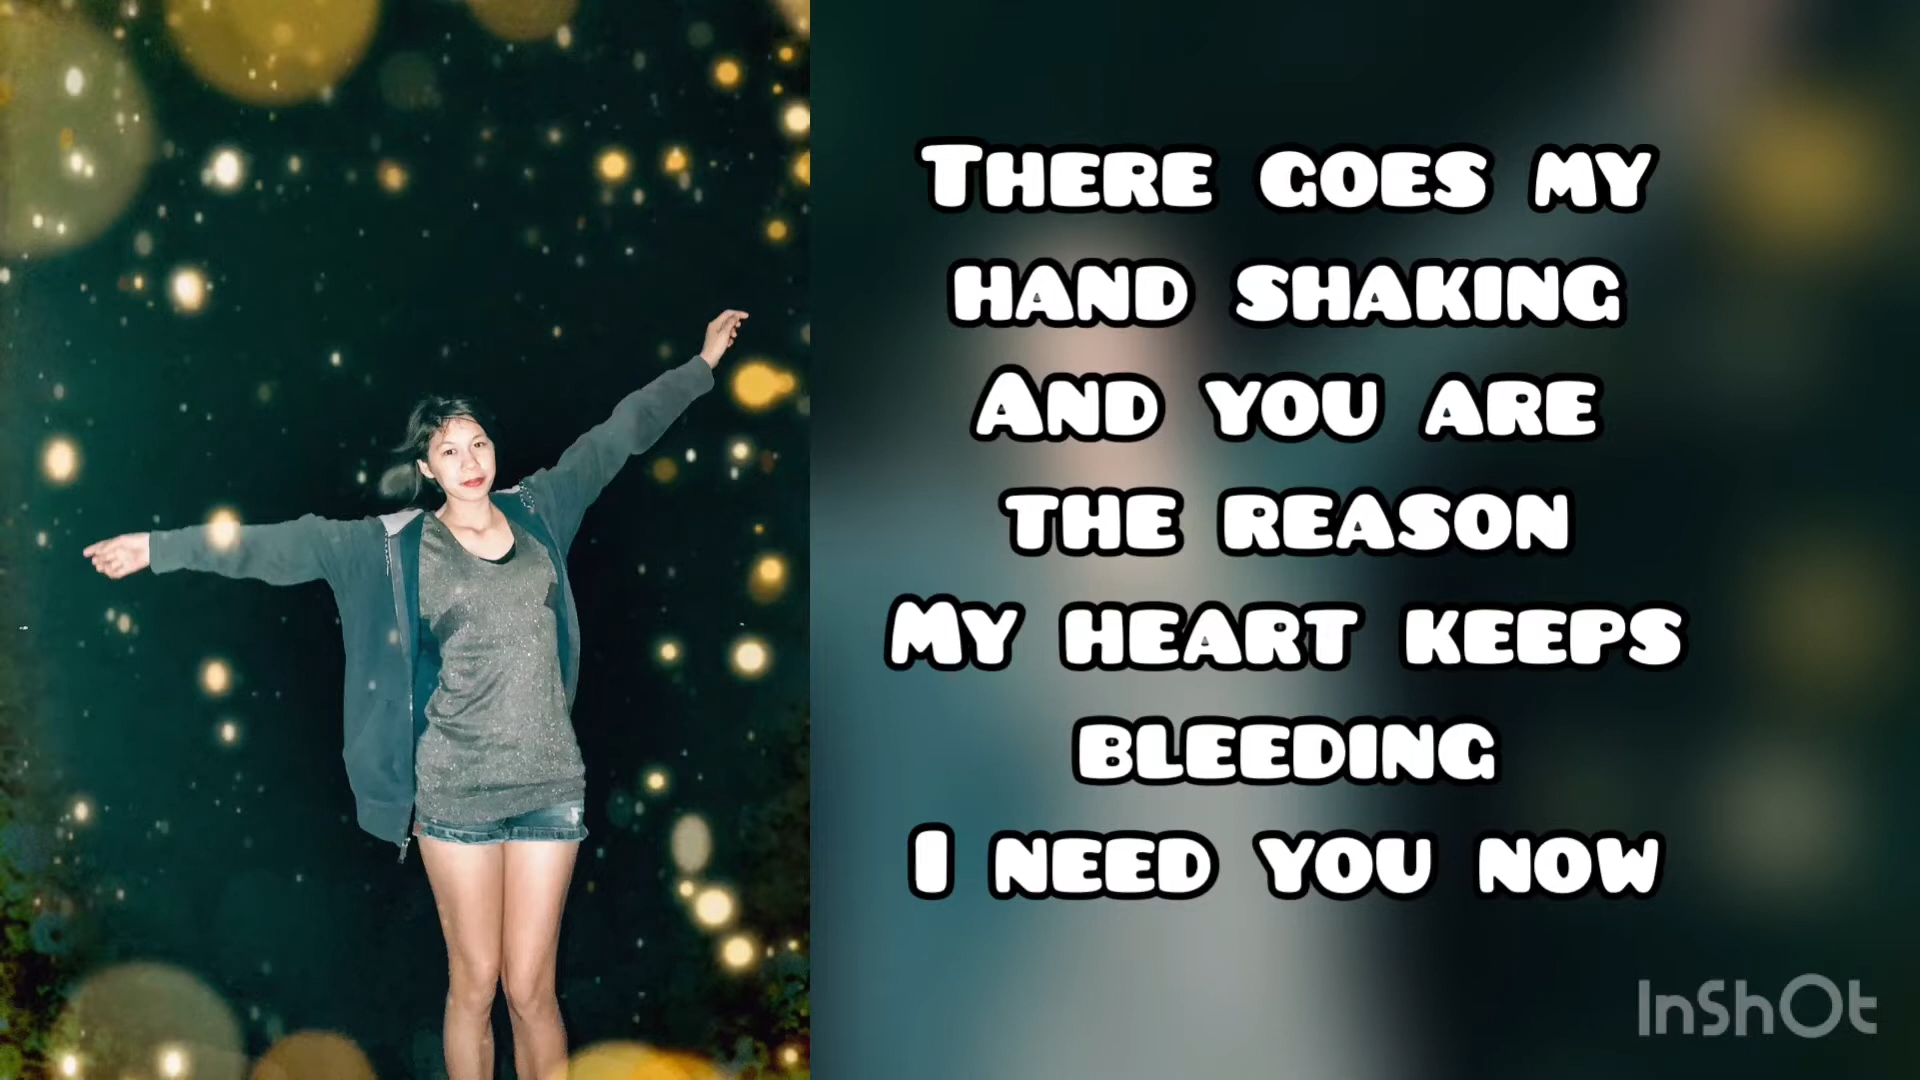 There goes my
hand shaking
And you are
the reason
My heart keeps
bleeding
I need you now
InShOt